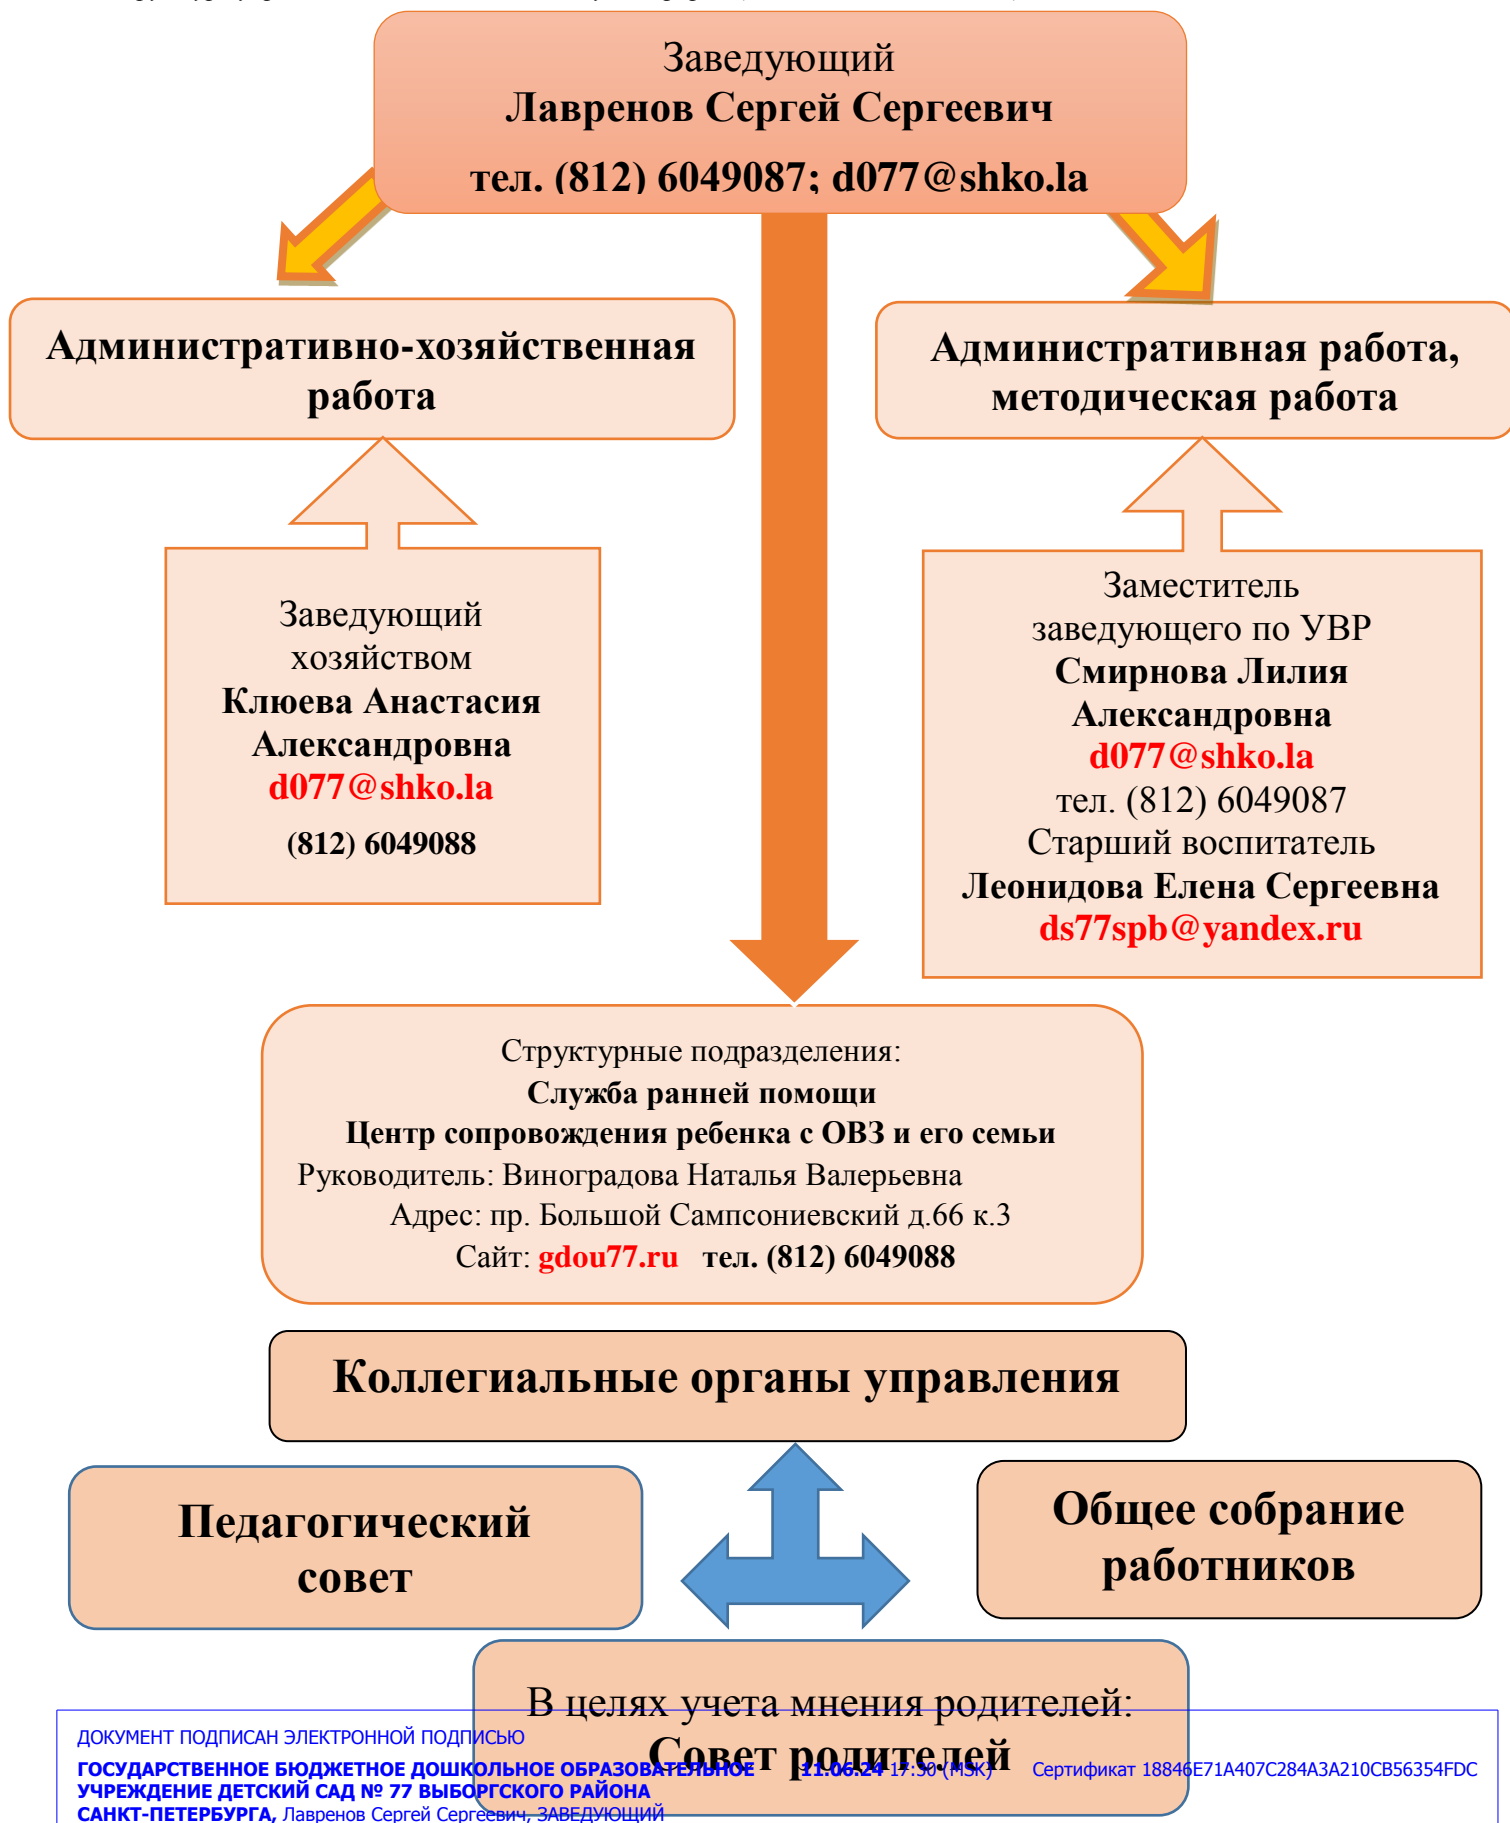 Заведующий
Лавренов Сергей Сергеевич
тел. (812) 6049087; d077@shko.la
Административно-хозяйственная
работа
Административная работа,
методическая работа
Заведующий
хозяйством
Клюева Анастасия
Александровна
d077@shko.la
(812) 6049088
Заместитель
заведующего по УВР
Смирнова Лилия
Александровна
d077@shko.la
тел. (812) 6049087
Старший воспитатель
Леонидова Елена Сергеевна
ds77spb@yandex.ru
Структурные подразделения:
Служба ранней помощи
Центр сопровождения ребенка с ОВЗ и его семьи
Руководитель: Виноградова Наталья Валерьевна
Адрес: пр. Большой Сампсониевский д.66 к.3
Сайт: gdou77.ru тел. (812) 6049088
Коллегиальные органы управления
Педагогический
совет
Общее собрание
работников
В целях учета мнения родителей:
Совет родителей
ДОКУМЕНТ ПОДПИСАН ЭЛЕКТРОННОЙ ПОДПИСЬЮ
ГОСУДАРСТВЕННОЕ БЮДЖЕТНОЕ ДОШКОЛЬНОЕ ОБРАЗОВАТЕЛЬНОЕ 11.06.24 17:30 (MSK) Сертификат 18846E71A407C284A3A210CB56354FDC
УЧРЕЖДЕНИЕ ДЕТСКИЙ САД № 77 ВЫБОРГСКОГО РАЙОНА
САНКТ-ПЕТЕРБУРГА, Лавренов Сергей Сергеевич, ЗАВЕДУЮЩИЙ